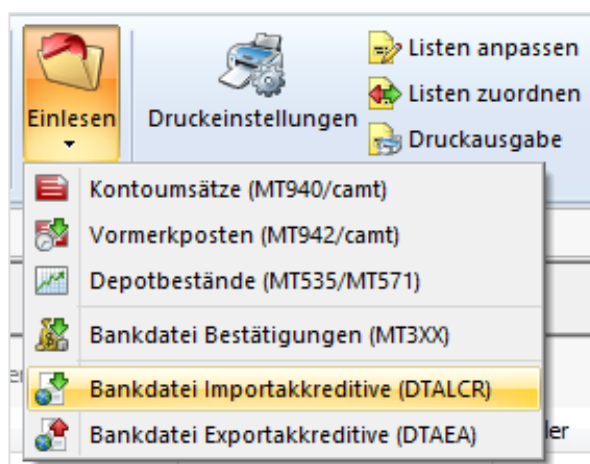 Einlesen
Druckeinstellungen
Listen anpassen
Listen zuordnen
Druckausgabe
Kontoumsätze (MT940/camt)
Vormerkposten (MT942/camt)
Depotbestände (MT535/MT571)
Bankdatei Bestätigungen (MT3XX)
Bankdatei Importakkreditive (DTALCR)
Bankdatei Exportakkreditive (DTAEA)